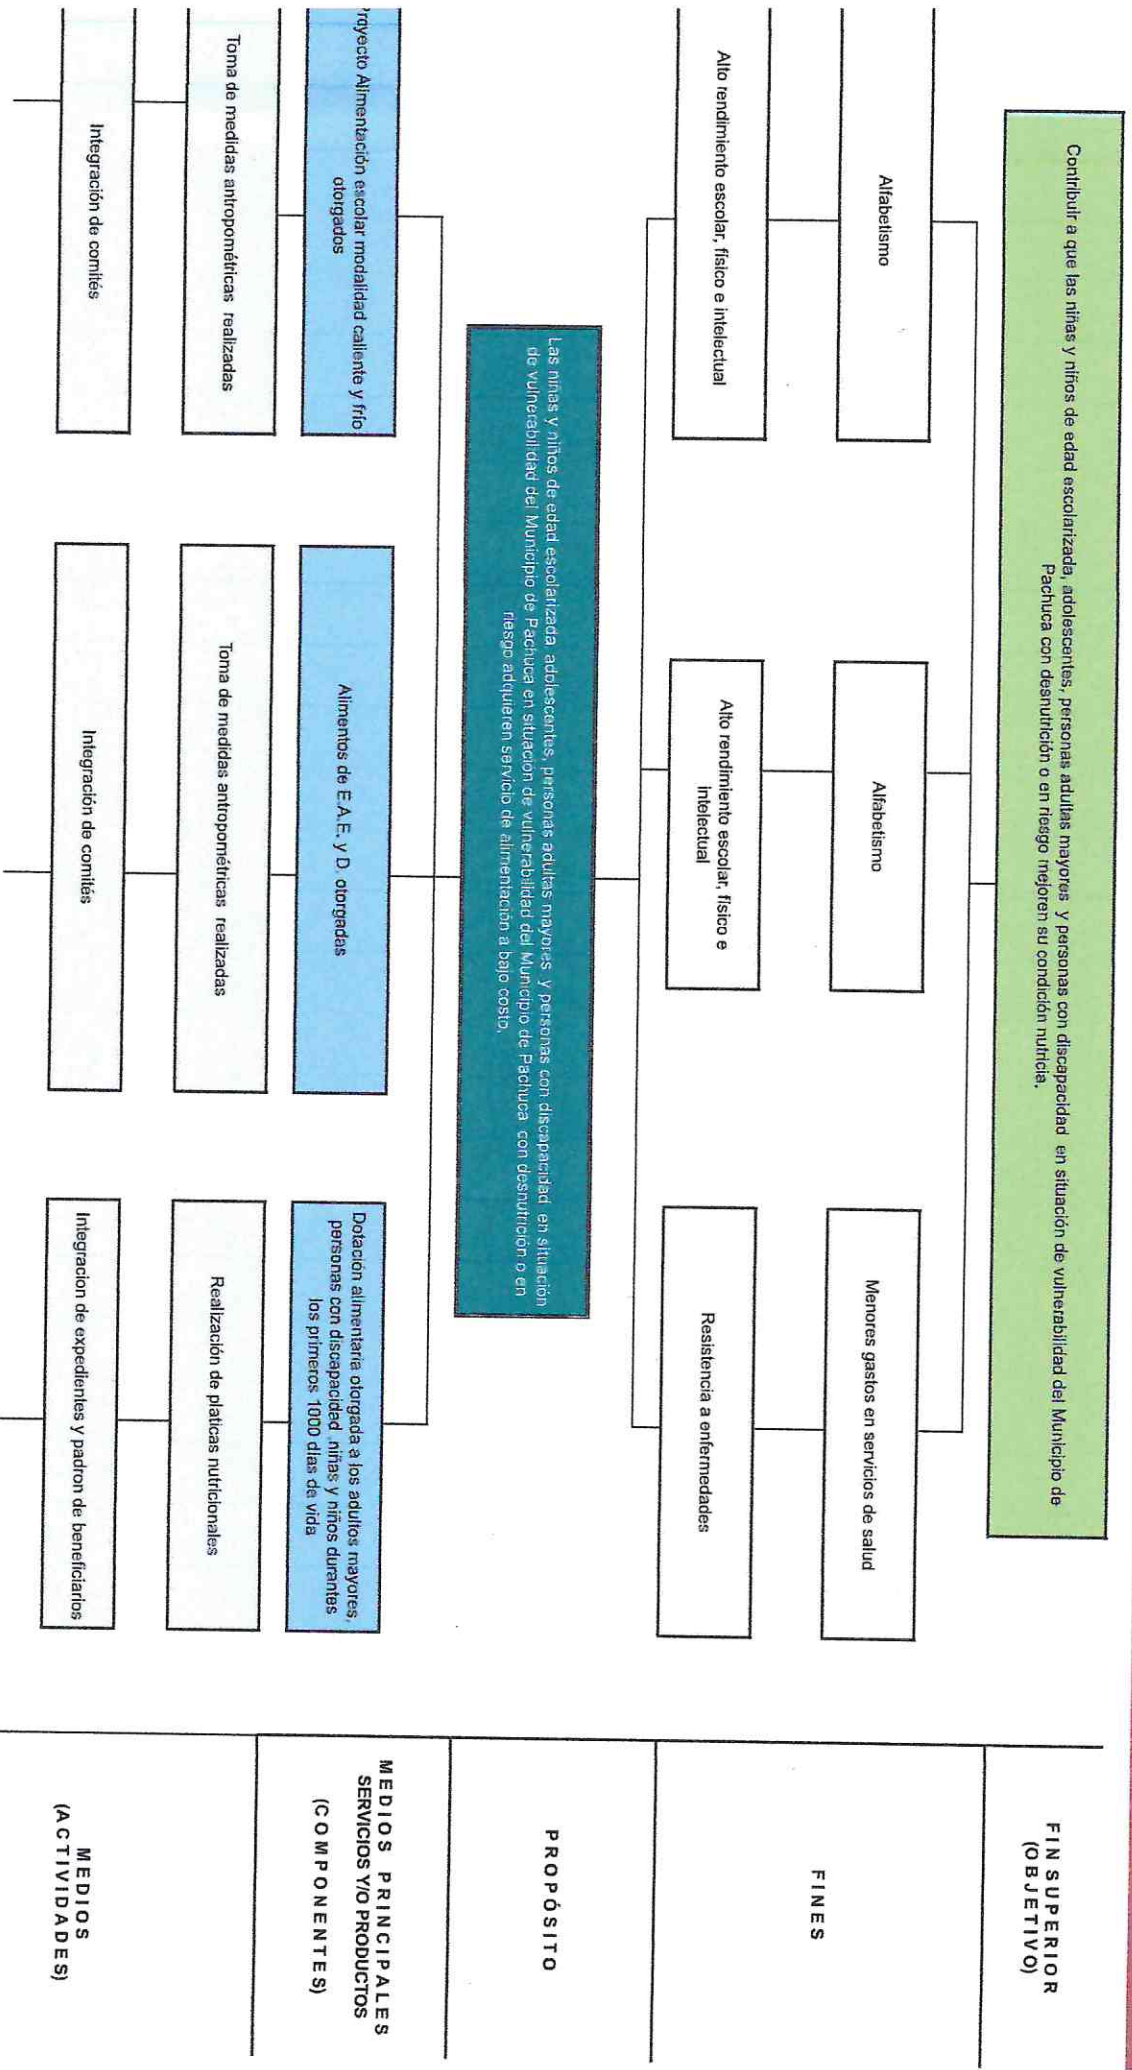 Contribuir a que las niñas y niños de edad escolarizada, adolescentes, personas adultas mayores y personas con discapacidad en situación de vulnerabilidad del Municipio de
Pachuca con desnutrición o en riesgo mejoren su condición nutricia.
FIN SUPERIOR
(OBJETIVO)
Alfabetismo
Alfabetismo
Menores gastos en servicios de salud
Alto rendimiento escolar, físico e intelectual
Alto rendimiento escolar, físico e
intelectual
Resistencia a enfermedades
FINES
Las niñas y niños de edad escolarizada, adolescentes, personas adultas mayores y personas con discapacidad en situación
de vulnerabilidad del Municipio de Pachuca en situación de vulnerabilidad del Municipio de Pachuca con desnutrición o en
riesgo adquieren servicio de alimentación a bajo costo.
PROPÓSITO
royecto Alimentación escolar modalidad caliente y frío
otorgados
Alimentos de E.A.E. y D. otorgadas
Dotación alimentaria otorgada a los adultos mayores,
personas con discapacidad ,niñas y niños durantes
los primeros 1000 días de vida
MEDIOS PRINCIPALES
SERVICIOS Y/O PRODUCTOS
(COMPONENTES)
Toma de medidas antropométricas realizadas
Toma de medidas antropométricas realizadas
Realización de platicas nutricionales
Integración de comités
Integración de comités
Integracion de expedientes y padron de beneficiarios
MEDIOS
(ACTIVIDADES)